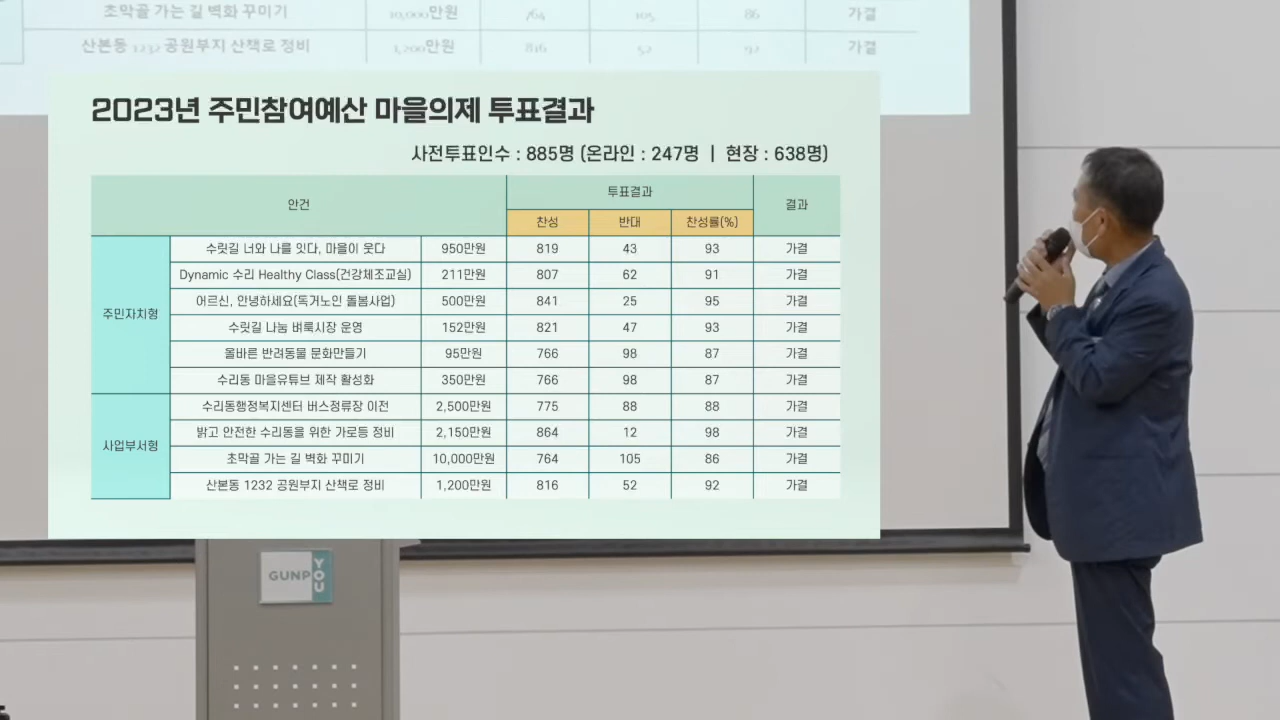 초막골 가는 길 벽화 꾸미기 10,000만원 764 105 86 가결
산본동 1232 공원부지 산책로 정비 1,200만원 816 52 92 가결
2023년 주민참여예산 마을의제 투표결과
사전투표인수 : 885명 (온라인 : 247명 | 현장 : 638명)
안건 투표결과 결과
찬성 반대 찬성률(%)
주민자치형
수릿길 너와 나를 잇다, 마을이 웃다 950만원 819 43 93 가결
Dynamic 수리 Healthy Class(건강체조교실) 211만원 807 62 91 가결
어르신, 안녕하세요(독거노인 돌봄사업) 500만원 841 25 95 가결
수릿길 나눔 벼룩시장 운영 152만원 821 47 93 가결
올바른 반려동물 문화만들기 95만원 766 98 87 가결
수리동 마을유튜브 제작 활성화 350만원 766 98 87 가결
사업부서형
수리동행정복지센터 버스정류장 이전 2,500만원 775 88 88 가결
밝고 안전한 수리동을 위한 가로등 정비 2,150만원 864 12 98 가결
초막골 가는 길 벽화 꾸미기 10,000만원 764 105 86 가결
산본동 1232 공원부지 산책로 정비 1,200만원 816 52 92 가결
GUNP YOU